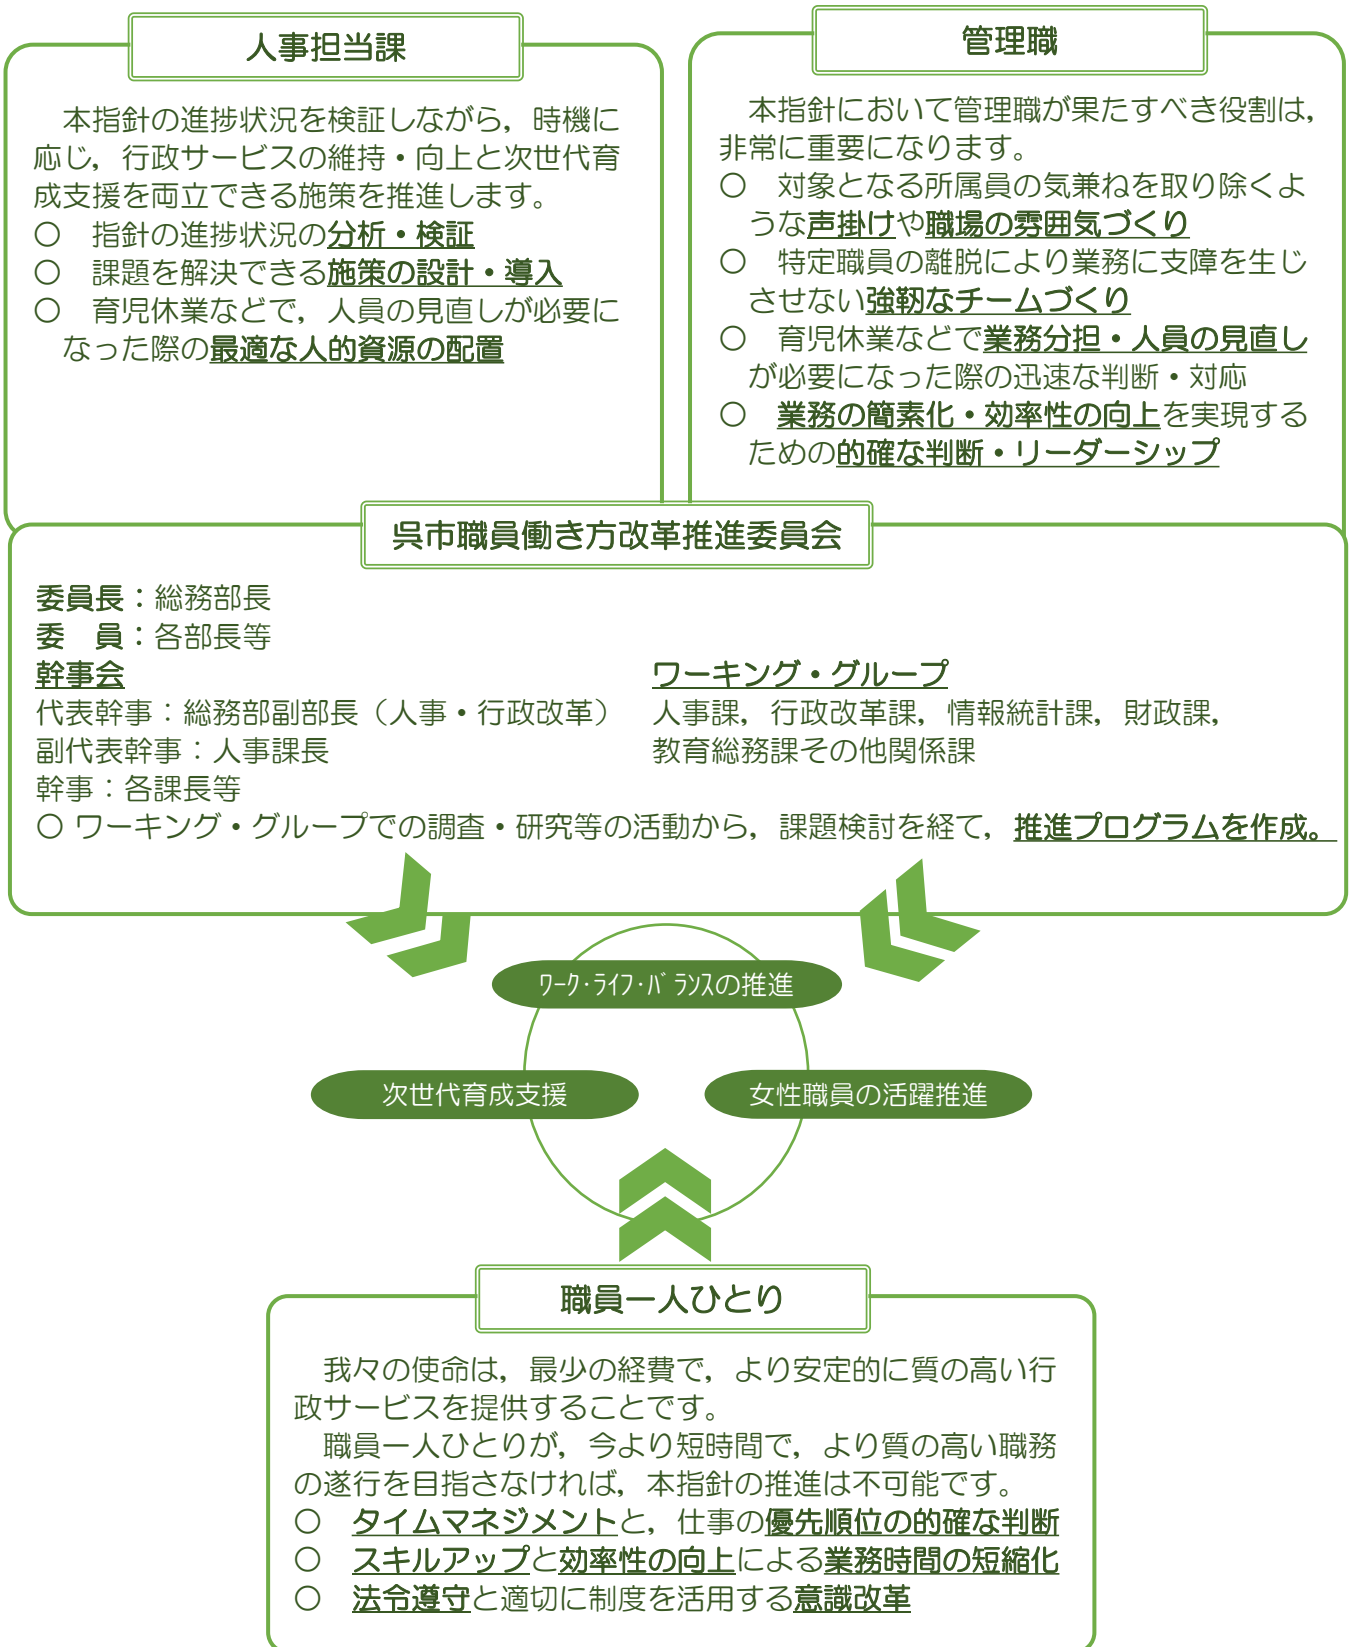 人事担当課
本指針の進捗状況を検証しながら，時機に
応じ，行政サービスの維持・向上と次世代育
成支援を両立できる施策を推進します。
〇　指針の進捗状況の分析・検証
〇　課題を解決できる施策の設計・導入
〇　育児休業などで，人員の見直しが必要に
なった際の最適な人的資源の配置
管理職
本指針において管理職が果たすべき役割は，
非常に重要になります。
〇　対象となる所属員の気兼ねを取り除くよ
うな声掛けや職場の雰囲気づくり
〇　特定職員の離脱により業務に支障を生じ
させない強靭なチームづくり
〇　育児休業などで業務分担・人員の見直し
が必要になった際の迅速な判断・対応
〇　業務の簡素化・効率性の向上を実現する
ための的確な判断・リーダーシップ
呉市職員働き方改革推進委員会
委員長：総務部長
委　員：各部長等
幹事会
代表幹事：総務部副部長（人事・行政改革）
副代表幹事：人事課長
幹事：各課長等
ワーキング・グループ
人事課，行政改革課，情報統計課，財政課，
教育総務課その他関係課
〇 ワーキング・グループでの調査・研究等の活動から，課題検討を経て，推進プログラムを作成。
ﾜｰｸ･ﾗｲﾌ･ﾊﾞﾗﾝｽの推進
次世代育成支援
女性職員の活躍推進
職員一人ひとり
我々の使命は，最少の経費で，より安定的に質の高い行
政サービスを提供することです。
職員一人ひとりが，今より短時間で，より質の高い職務
の遂行を目指さなければ，本指針の推進は不可能です。
〇　タイムマネジメントと，仕事の優先順位の的確な判断
〇　スキルアップと効率性の向上による業務時間の短縮化
〇　法令遵守と適切に制度を活用する意識改革